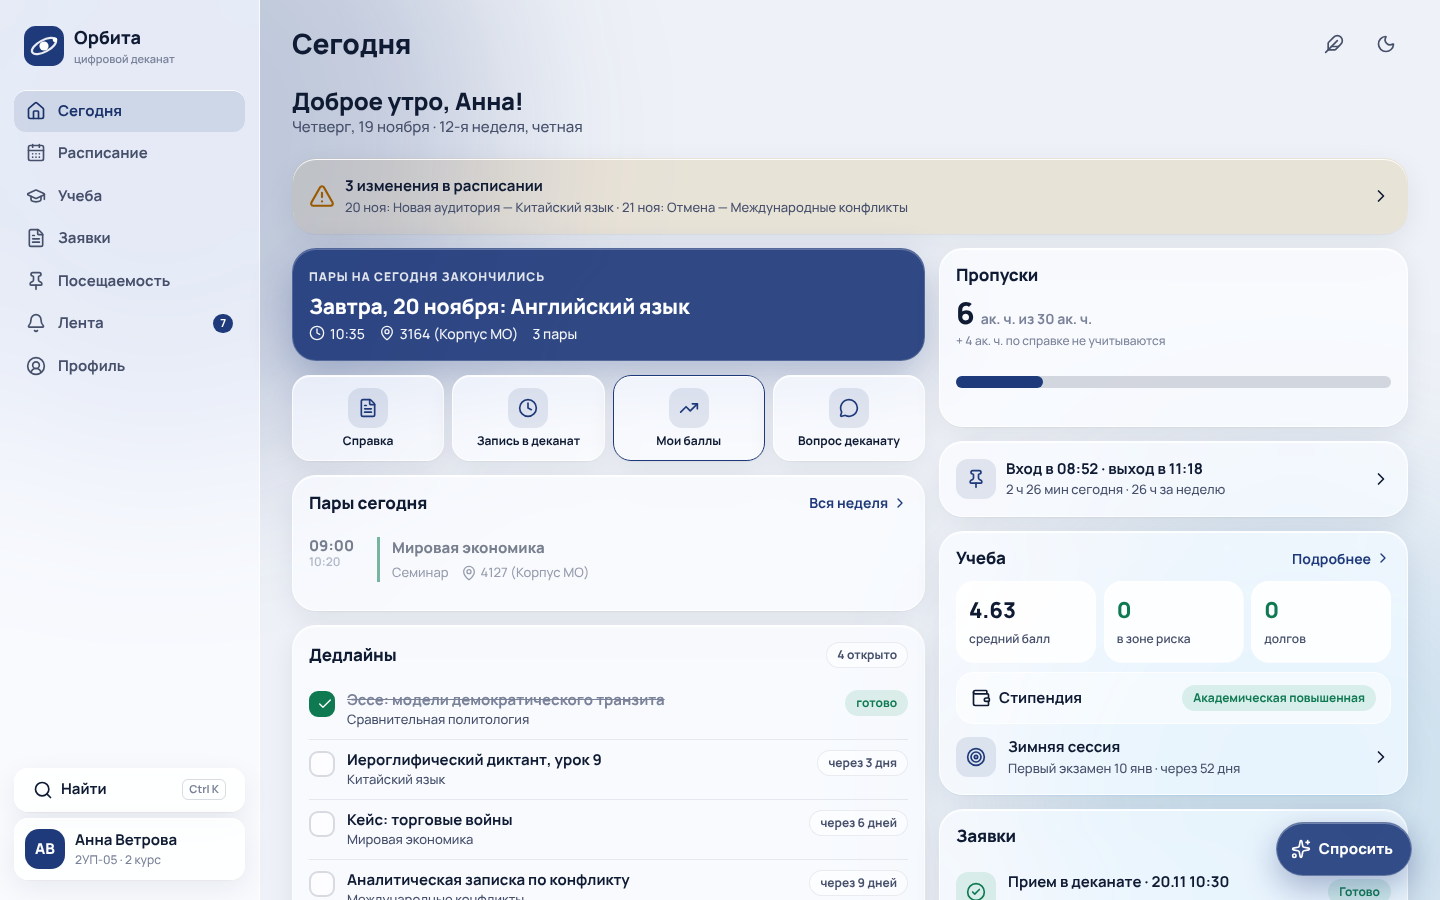 Орбита
цифровой деканат
Сегодня
Расписание
Учеба
Заявки
Посещаемость
Лента
7
Профиль
Найти
Ctrl K
АВ
Анна Ветрова
2УП-05 · 2 курс
Сегодня
Доброе утро, Анна!
Четверг, 19 ноября · 12-я неделя, четная
3 изменения в расписании
20 ноя: Новая аудитория — Китайский язык · 21 ноя: Отмена — Международные конфликты
ПАРЫ НА СЕГОДНЯ ЗАКОНЧИЛИСЬ
Завтра, 20 ноября: Английский язык
10:35 3164 (Корпус МО) 3 пары
Справка
Запись в деканат
Мои баллы
Вопрос деканату
Пары сегодня
Вся неделя
09:00
10:20
Мировая экономика
Семинар 4127 (Корпус МО)
Дедлайны
4 открыто
Эссе: модели демократического транзита
Сравнительная политология
готово
Иероглифический диктант, урок 9
Китайский язык
через 3 дня
Кейс: торговые войны
Мировая экономика
через 6 дней
Аналитическая записка по конфликту
Международные конфликты
через 9 дней
Пропуски
6 ак. ч. из 30 ак. ч.
+ 4 ак. ч. по справке не учитываются
Вход в 08:52 · выход в 11:18
2 ч 26 мин сегодня · 26 ч за неделю
Учеба
Подробнее
4.63
средний балл
0
в зоне риска
0
долгов
Стипендия
Академическая повышенная
Зимняя сессия
Первый экзамен 10 янв · через 52 дня
Заявки
Спросить
Прием в деканате · 20.11 10:30
Готово